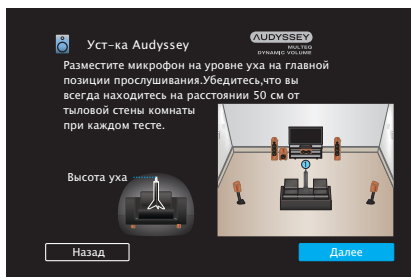 Уст-ка Audyssey
AUDYSSEY
MULTEQ
DYNAMIC VOLUME
Разместите микрофон на уровне уха на главной
позиции прослушивания.Убедитесь,что вы
всегда находитесь на расстоянии 50 см от
тыловой стены комнаты
при каждом тесте.
Высота уха
1
Назад
Далее